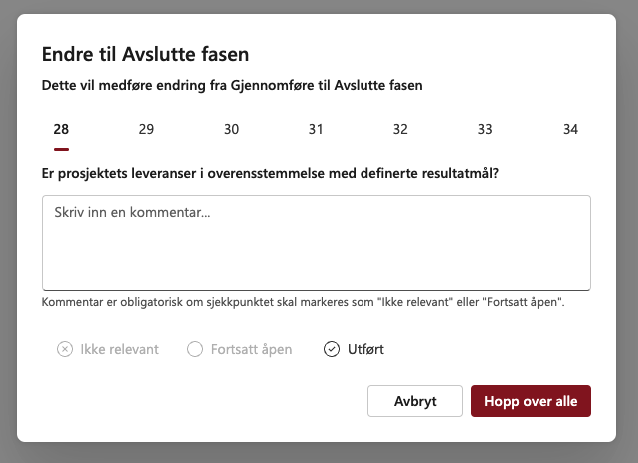 Endre til Avslutte fasen
Dette vil medføre endring fra Gjennomføre til Avslutte fasen
28 29 30 31 32 33 34
Er prosjektets leveranser i overensstemmelse med definerte resultatmål?
Skriv inn en kommentar...
Kommentar er obligatorisk om sjekkpunktet skal markeres som "Ikke relevant" eller "Fortsatt åpen".
Ikke relevant Fortsatt åpen Utført
Avbryt Hopp over alle